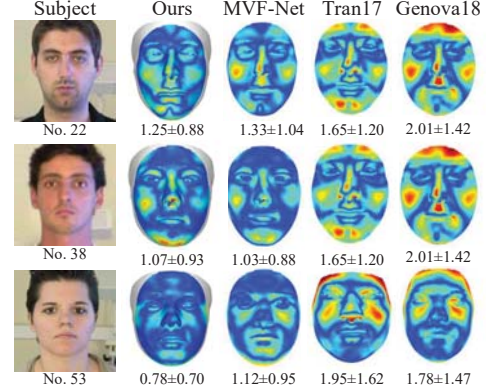 Subject Ours MVF-Net Tran17 Genova18
No. 22 1.25±0.88 1.33±1.04 1.65±1.20 2.01±1.42
No. 38 1.07±0.93 1.03±0.88 1.65±1.20 2.01±1.42
No. 53 0.78±0.70 1.12±0.95 1.95±1.62 1.78±1.47